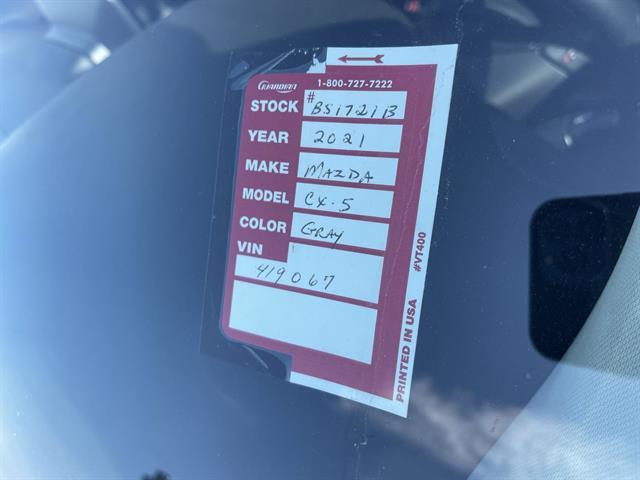 GUARDIAN 1-800-727-7222
STOCK # BS1721B
YEAR 2021
MAKE MAZDA
MODEL CX-5
COLOR GRAY
VIN
419067
PRINTED IN USA #VT400